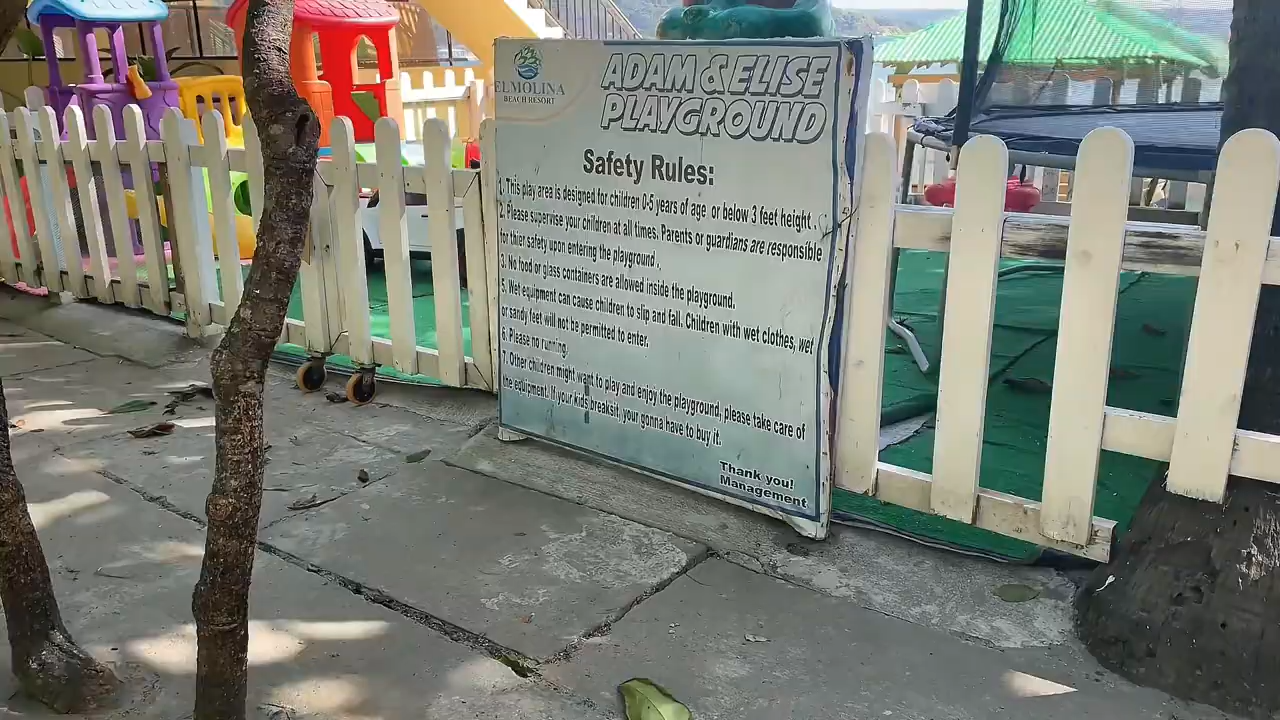 ELMOLINA
BEACH RESORT
ADAM & ELISE
PLAYGROUND
Safety Rules:
1. This play area is designed for children 0-5 years of age or below 3 feet height.
2. Please supervise your children at all times. Parents or guardians are responsible
for thier safety upon entering the playground.
3. No food or glass containers are allowed inside the playground.
5. Wet equipment can cause children to slip and fall. Children with wet clothes, wet
or sandy feet will not be permitted to enter.
6. Please no running.
7. Other children might want to play and enjoy the playground, please take care of
the equipment. If your kids breaksit, your gonna have to buy it.
Thank you!
Management